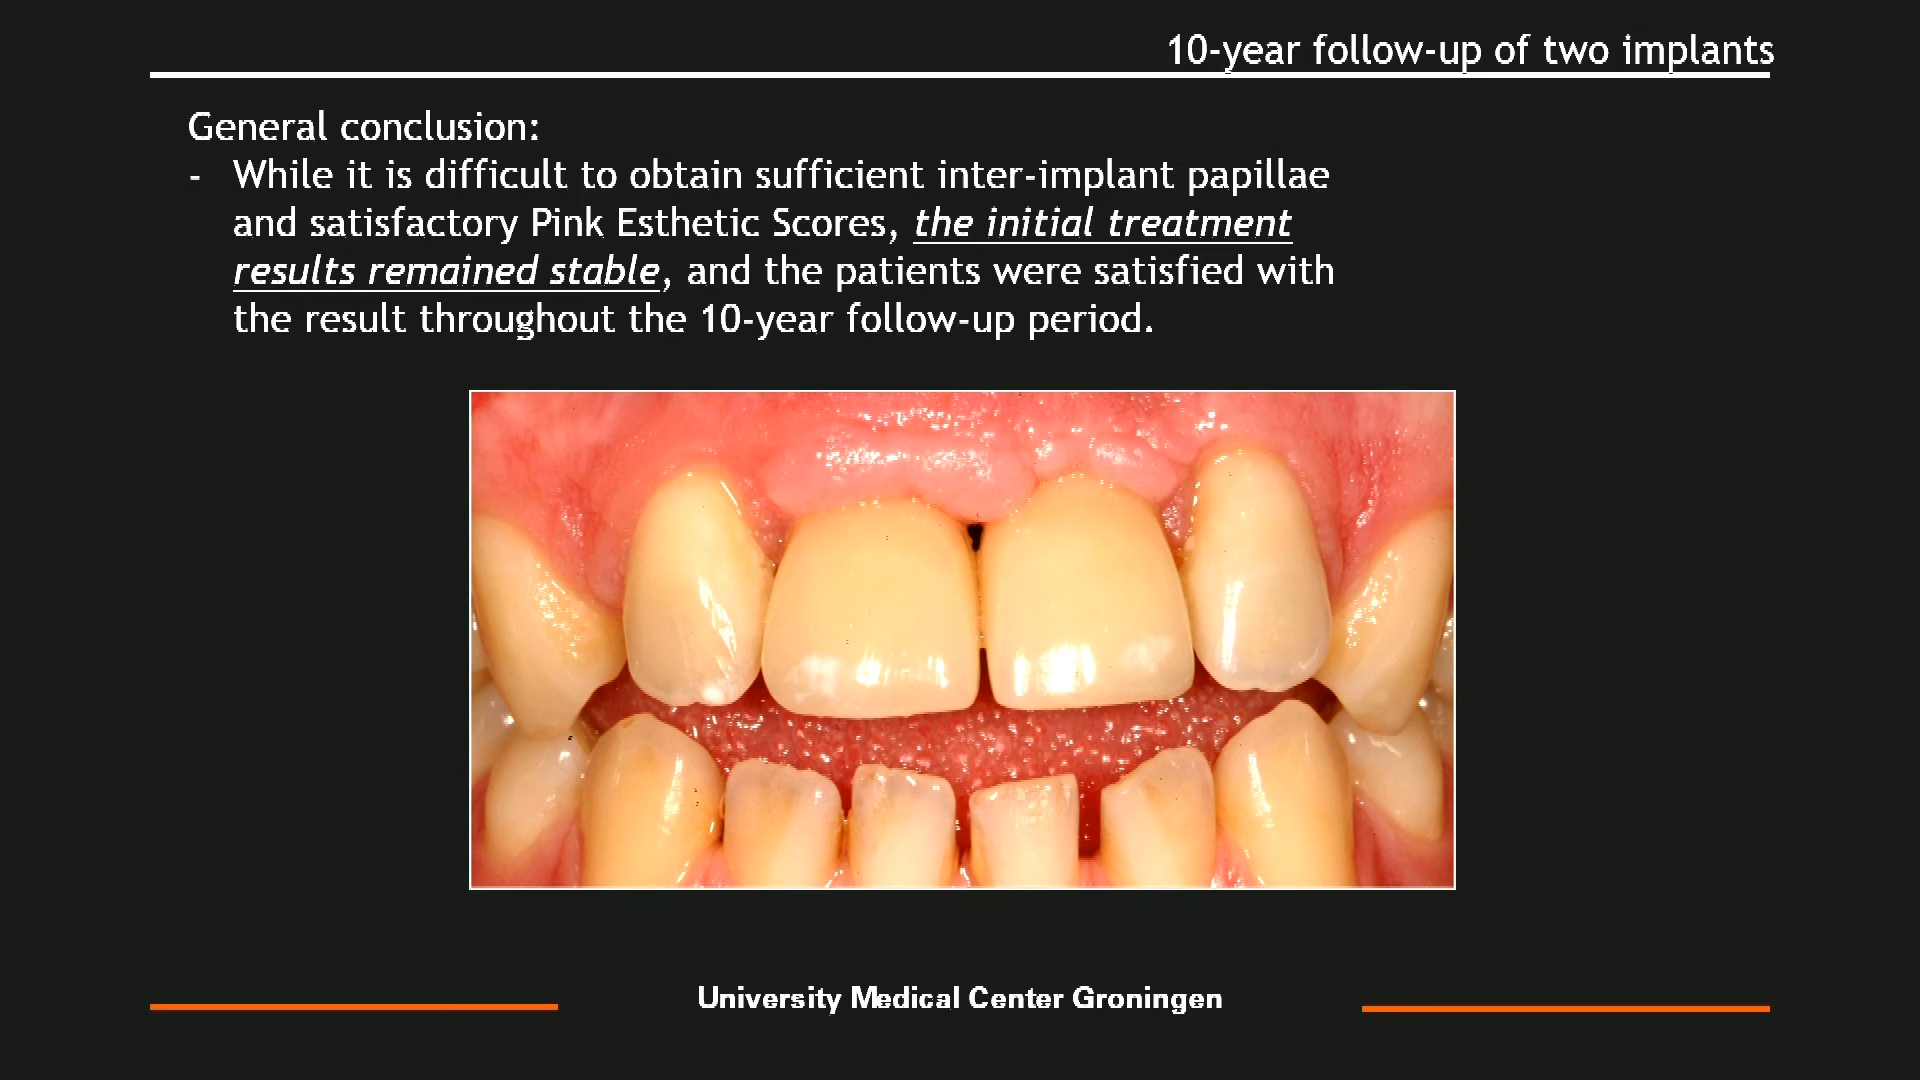 10-year follow-up of two implants
General conclusion:
- While it is difficult to obtain sufficient inter-implant papillae
and satisfactory Pink Esthetic Scores, the initial treatment
results remained stable, and the patients were satisfied with
the result throughout the 10-year follow-up period.
University Medical Center Groningen